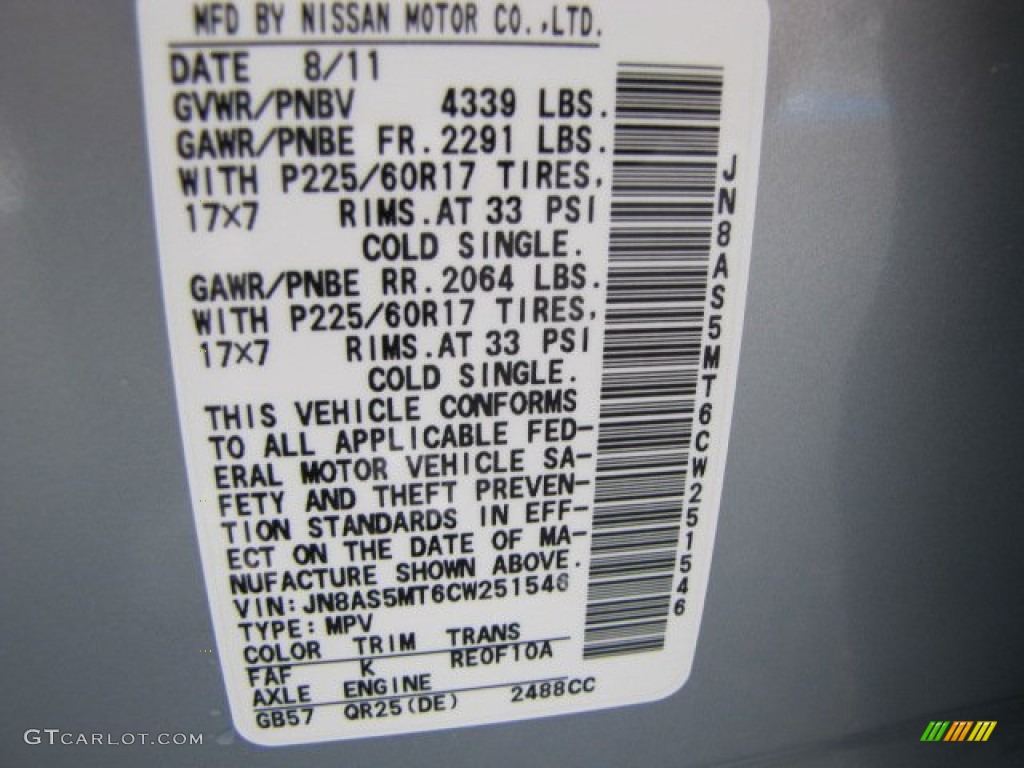 MFD BY NISSAN MOTOR CO.,LTD.
DATE 8/11
GVWR/PNBV 4339 LBS.
GAWR/PNBE FR.2291 LBS.
WITH P225/60R17 TIRES,
17×7 RIMS.AT 33 PSI
COLD SINGLE.
GAWR/PNBE RR.2064 LBS.
WITH P225/60R17 TIRES,
17×7 RIMS.AT 33 PSI
COLD SINGLE.
THIS VEHICLE CONFORMS
TO ALL APPLICABLE FED-
ERAL MOTOR VEHICLE SA-
FETY AND THEFT PREVEN-
TION STANDARDS IN EFF-
ECT ON THE DATE OF MA-
NUFACTURE SHOWN ABOVE.
VIN:JN8AS5MT6CW251546
TYPE:MPV
COLOR TRIM TRANS
FAF K RE0F10A
AXLE ENGINE
GB57 QR25(DE) 2488CC
JN8AS5MT6CW251546
GTCARLOT.COM